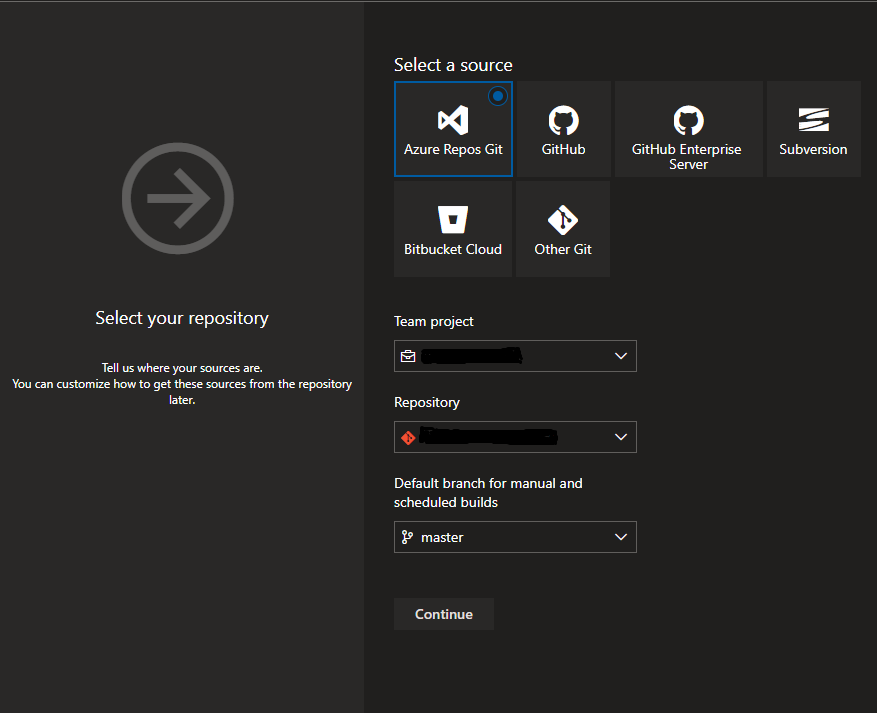 Select a source
Azure Repos Git
GitHub
GitHub Enterprise
Server
Subversion
Bitbucket Cloud
Other Git
Select your repository
Tell us where your sources are.
You can customize how to get these sources from the repository
later.
Team project
Repository
Default branch for manual and
scheduled builds
master
Continue